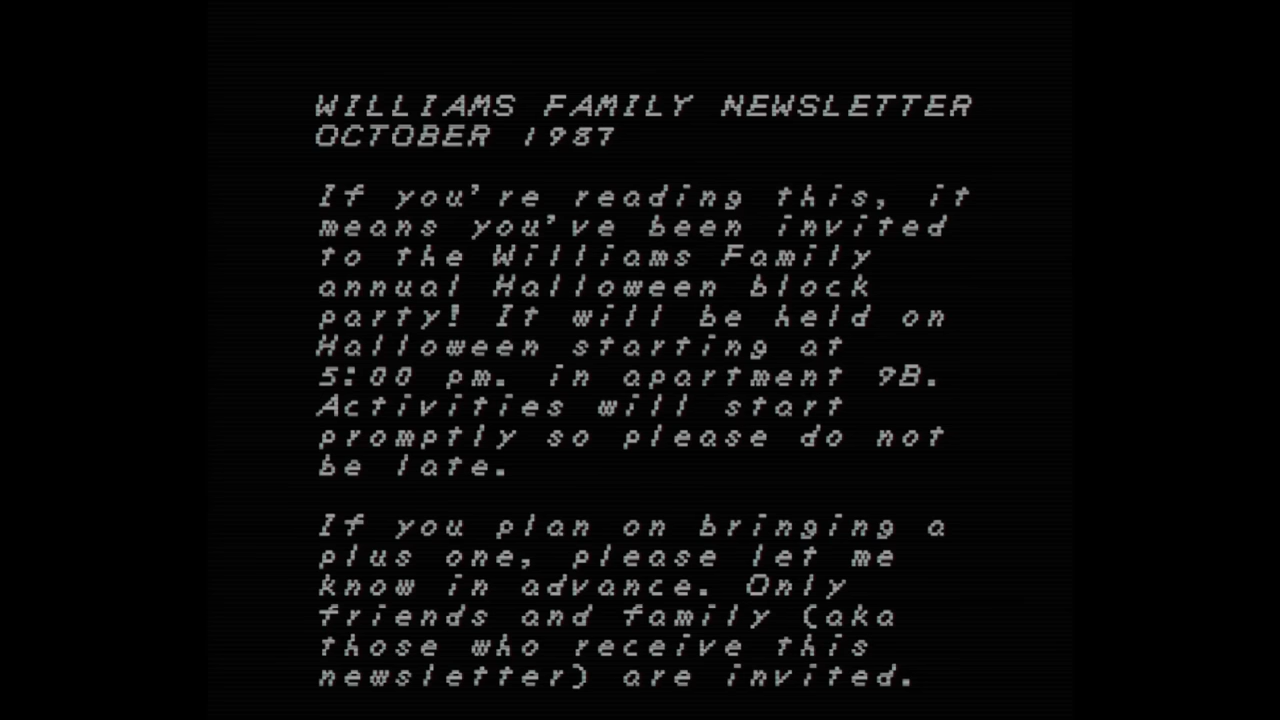 WILLIAMS FAMILY NEWSLETTER
OCTOBER 1987
If you're reading this, it
means you've been invited
to the Williams Family
annual Halloween block
party! It will be held on
Halloween starting at
5:00 pm. in apartment 9B.
Activities will start
promptly so please do not
be late.
If you plan on bringing a
plus one, please let me
know in advance. Only
friends and family (aka
those who receive this
newsletter) are invited.